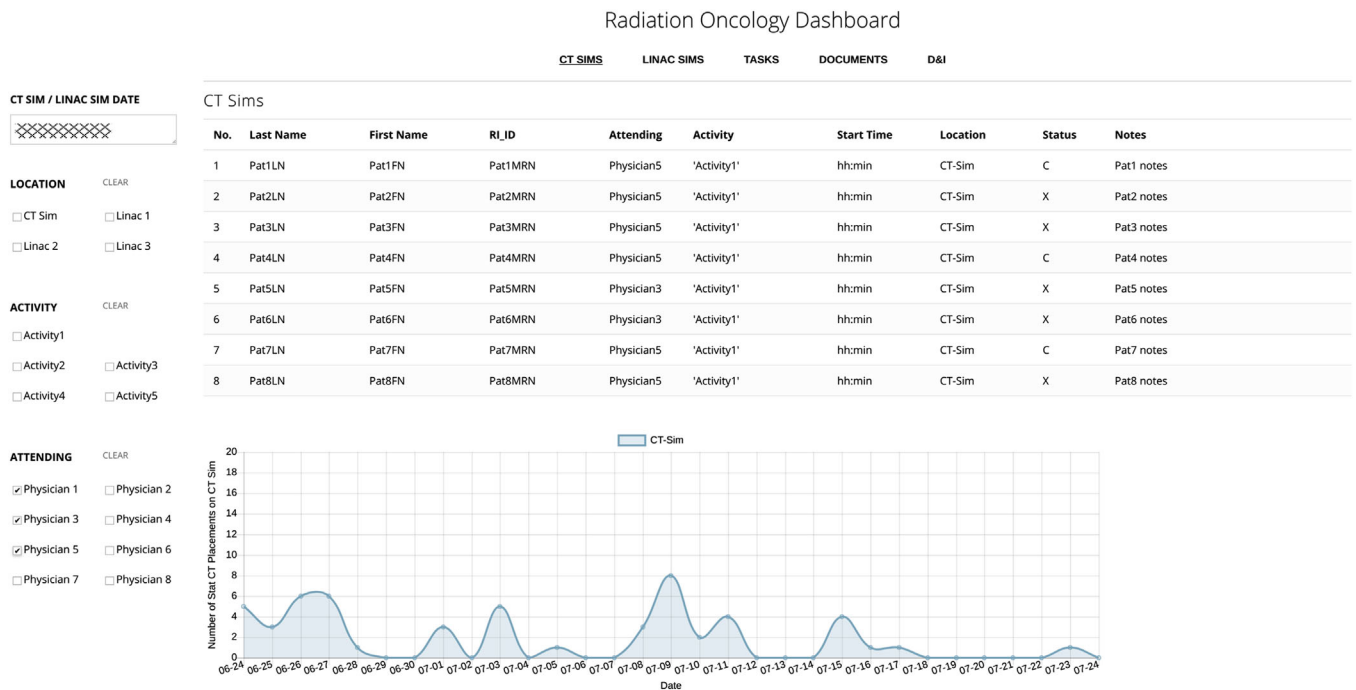 Radiation Oncology Dashboard
CT SIMS LINAC SIMS TASKS DOCUMENTS D&I
CT SIM / LINAC SIM DATE
XXXXXXXXXX
LOCATION CLEAR
CT Sim Linac 1
Linac 2 Linac 3
ACTIVITY CLEAR
Activity1
Activity2 Activity3
Activity4 Activity5
ATTENDING CLEAR
Physician 1 Physician 2
Physician 3 Physician 4
Physician 5 Physician 6
Physician 7 Physician 8
CT Sims
No. Last Name First Name RI_ID Attending Activity Start Time Location Status Notes
1 Pat1LN Pat1FN Pat1MRN Physician5 'Activity1' hh:min CT-Sim C Pat1 notes
2 Pat2LN Pat2FN Pat2MRN Physician5 'Activity1' hh:min CT-Sim X Pat2 notes
3 Pat3LN Pat3FN Pat3MRN Physician5 'Activity1' hh:min CT-Sim X Pat3 notes
4 Pat4LN Pat4FN Pat4MRN Physician5 'Activity1' hh:min CT-Sim C Pat4 notes
5 Pat5LN Pat5FN Pat5MRN Physician3 'Activity1' hh:min CT-Sim X Pat5 notes
6 Pat6LN Pat6FN Pat6MRN Physician3 'Activity1' hh:min CT-Sim X Pat6 notes
7 Pat7LN Pat7FN Pat7MRN Physician5 'Activity1' hh:min CT-Sim C Pat7 notes
8 Pat8LN Pat8FN Pat8MRN Physician5 'Activity1' hh:min CT-Sim X Pat8 notes
CT-Sim
Number of Stat CT Placements on CT Sim
20
18
16
14
12
10
8
6
4
2
0
06-24 06-25 06-26 06-27 06-28 06-29 06-30 07-01 07-02 07-03 07-04 07-05 07-06 07-07 07-08 07-09 07-10 07-11 07-12 07-13 07-14 07-15 07-16 07-17 07-18 07-19 07-20 07-21 07-22 07-23 07-24
Date